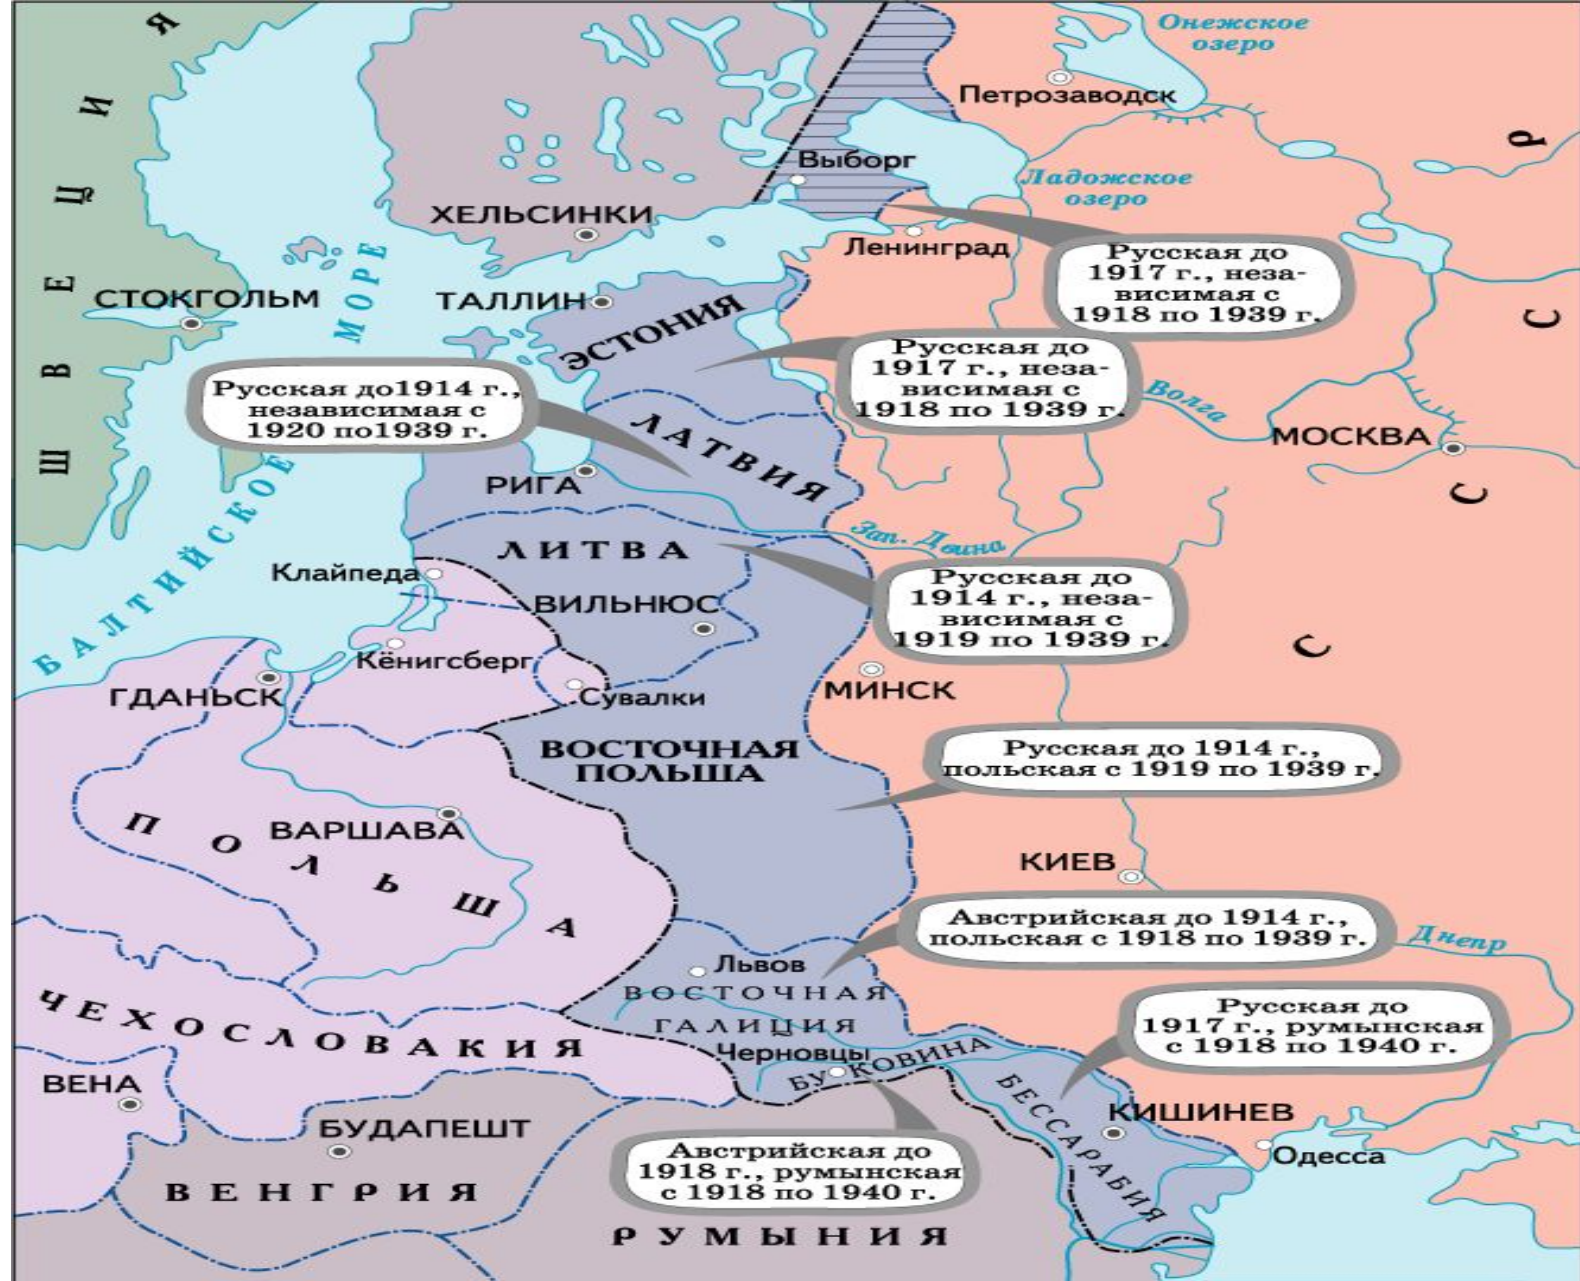 Онежское
озеро
Петрозаводск
Выборг
Ладожское
озеро
ХЕЛЬСИНКИ
Ленинград
Русская до
1917 г., неза-
висимая с
1918 по 1939 г.
ШВЕЦИЯ
СТОКГОЛЬМ
БАЛТИЙСКОЕ МОРЕ
ТАЛЛИН
ЭСТОНИЯ
Русская до
1917 г., неза-
висимая с
1918 по 1939 г.
СССР
Русская до1914 г.,
независимая с
1920 по1939 г.
Волга
МОСКВА
ЛАТВИЯ
РИГА
Зап. Двина
ЛИТВА
Клайпеда
ВИЛЬНЮС
Русская до
1914 г., неза-
висимая с
1919 по 1939 г.
Кёнигсберг
ГДАНЬСК
Сувалки
МИНСК
ВОСТОЧНАЯ
ПОЛЬША
Русская до 1914 г.,
польская с 1919 по 1939 г.
ВАРШАВА
ПОЛЬША
КИЕВ
Австрийская до 1914 г.,
польская с 1918 по 1939 г.
Днепр
Львов
ВОСТОЧНАЯ
ГАЛИЦИЯ
ЧЕХОСЛОВАКИЯ
Черновцы
БУКОВИНА
Русская до
1917 г., румынская
с 1918 по 1940 г.
ВЕНА
БЕССАРАБИЯ
КИШИНЕВ
БУДАПЕШТ
Одесса
Австрийская до
1918 г., румынская
с 1918 по 1940 г.
ВЕНГРИЯ
РУМЫНИЯ